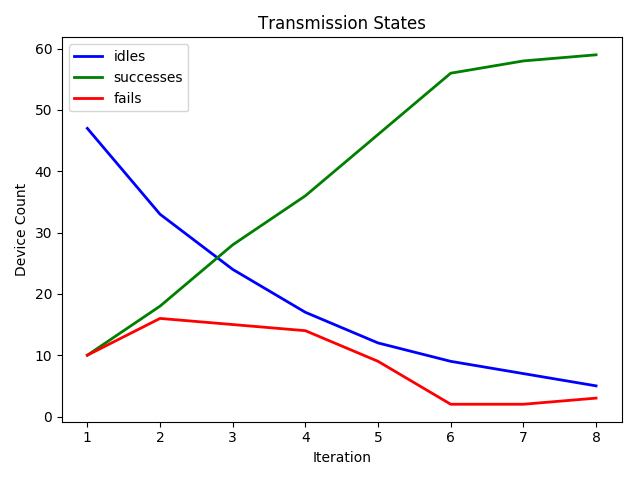 Transmission States
idles
successes
fails
60
50
40
30
20
10
0
Device Count
1 2 3 4 5 6 7 8
Iteration